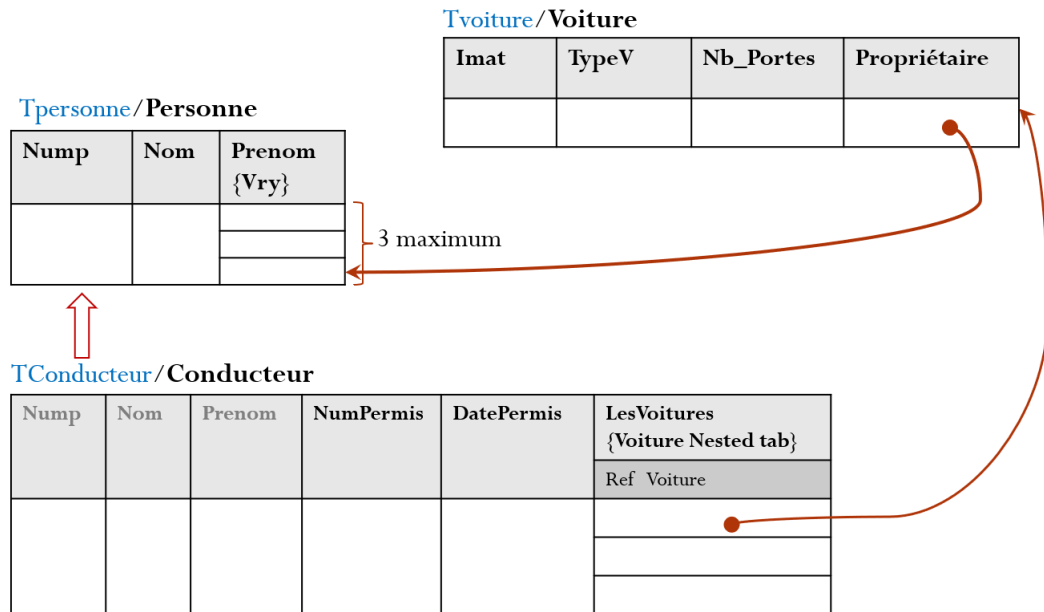 Tvoiture/Voiture
Imat TypeV Nb_Portes Propriétaire
Tpersonne/Personne
Nump Nom Prenom
{Vry}
3 maximum
TConducteur/Conducteur
Nump Nom Prenom NumPermis DatePermis LesVoitures
{Voiture Nested tab}
Ref Voiture